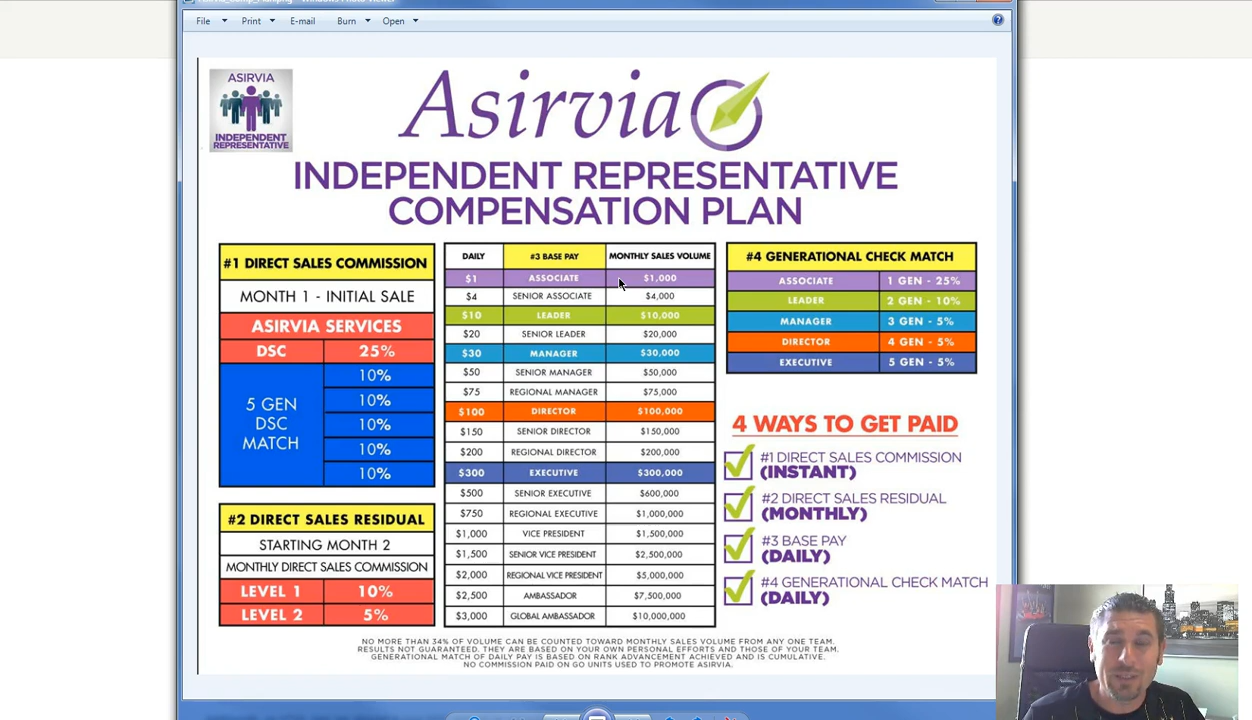 File
Print
E-mail
Burn
Open
ASIRVIA
INDEPENDENT
REPRESENTATIVE
Asirvia
INDEPENDENT REPRESENTATIVE
COMPENSATION PLAN
#1 DIRECT SALES COMMISSION
MONTH 1 - INITIAL SALE
ASIRVIA SERVICES
DSC 25%
5 GEN
DSC
MATCH
10%
10%
10%
10%
10%
#2 DIRECT SALES RESIDUAL
STARTING MONTH 2
MONTHLY DIRECT SALES COMMISSION
LEVEL 1 10%
LEVEL 2 5%
DAILY #3 BASE PAY MONTHLY SALES VOLUME
$1 ASSOCIATE $1,000
$4 SENIOR ASSOCIATE $4,000
$10 LEADER $10,000
$20 SENIOR LEADER $20,000
$30 MANAGER $30,000
$50 SENIOR MANAGER $50,000
$75 REGIONAL MANAGER $75,000
$100 DIRECTOR $100,000
$150 SENIOR DIRECTOR $150,000
$200 REGIONAL DIRECTOR $200,000
$300 EXECUTIVE $300,000
$500 SENIOR EXECUTIVE $600,000
$750 REGIONAL EXECUTIVE $1,000,000
$1,000 VICE PRESIDENT $1,500,000
$1,500 SENIOR VICE PRESIDENT $2,500,000
$2,000 REGIONAL VICE PRESIDENT $5,000,000
$2,500 AMBASSADOR $7,500,000
$3,000 GLOBAL AMBASSADOR $10,000,000
#4 GENERATIONAL CHECK MATCH
ASSOCIATE 1 GEN - 25%
LEADER 2 GEN - 10%
MANAGER 3 GEN - 5%
DIRECTOR 4 GEN - 5%
EXECUTIVE 5 GEN - 5%
4 WAYS TO GET PAID
#1 DIRECT SALES COMMISSION
(INSTANT)
#2 DIRECT SALES RESIDUAL
(MONTHLY)
#3 BASE PAY
(DAILY)
#4 GENERATIONAL CHECK MATCH
(DAILY)
NO MORE THAN 34% OF VOLUME CAN BE COUNTED TOWARD MONTHLY SALES VOLUME FROM ANY ONE TEAM.
RESULTS NOT GUARANTEED. THEY ARE BASED ON YOUR OWN PERSONAL EFFORTS AND THOSE OF YOUR TEAM.
GENERATIONAL MATCH OF DAILY PAY IS BASED ON RANK ADVANCEMENT ACHIEVED AND IS CUMULATIVE.
NO COMMISSION PAID ON GO UNITS USED TO PROMOTE ASIRVIA.